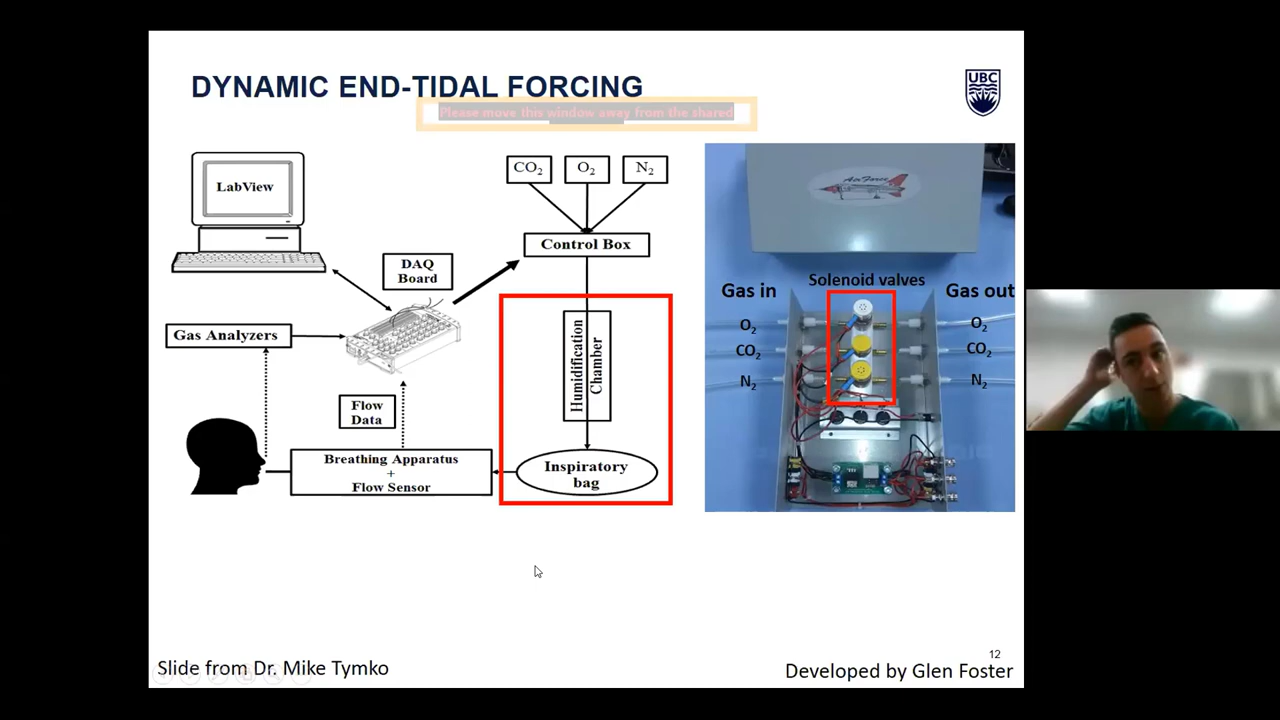 DYNAMIC END-TIDAL FORCING
UBC
Please move this window away from the shared
LabView
CO₂
O₂
N₂
Control Box
DAQ
Board
Gas Analyzers
Humidification
Chamber
Flow
Data
Breathing Apparatus
+
Flow Sensor
Inspiratory
bag
AirForce
Solenoid valves
Gas in
Gas out
O₂
O₂
CO₂
CO₂
N₂
N₂
12
Slide from Dr. Mike Tymko
Developed by Glen Foster